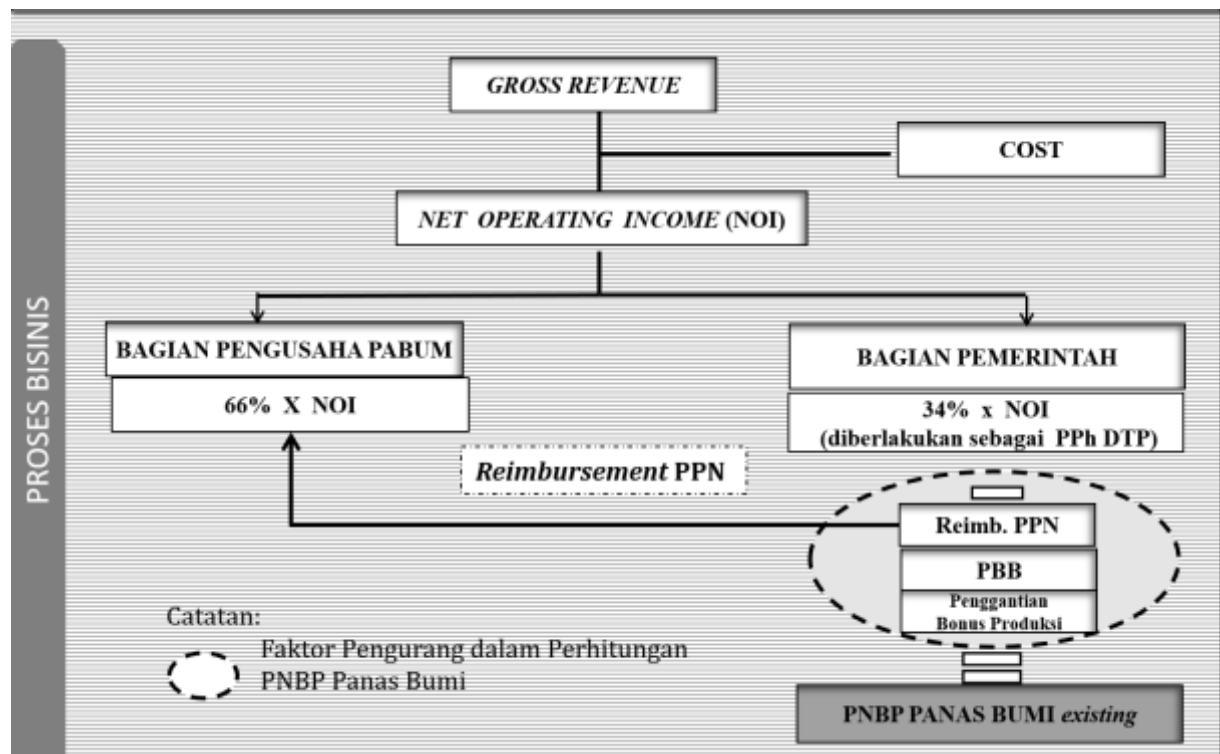 PROSES BISINIS
GROSS REVENUE
COST
NET OPERATING INCOME (NOI)
BAGIAN PENGUSAHA PABUM
66% X NOI
BAGIAN PEMERINTAH
34% x NOI
(diberlakukan sebagai PPh DTP)
Reimbursement PPN
Reimb. PPN
PBB
Penggantian
Bonus Produksi
Catatan:
Faktor Pengurang dalam Perhitungan
PNBP Panas Bumi
PNBP PANAS BUMI existing